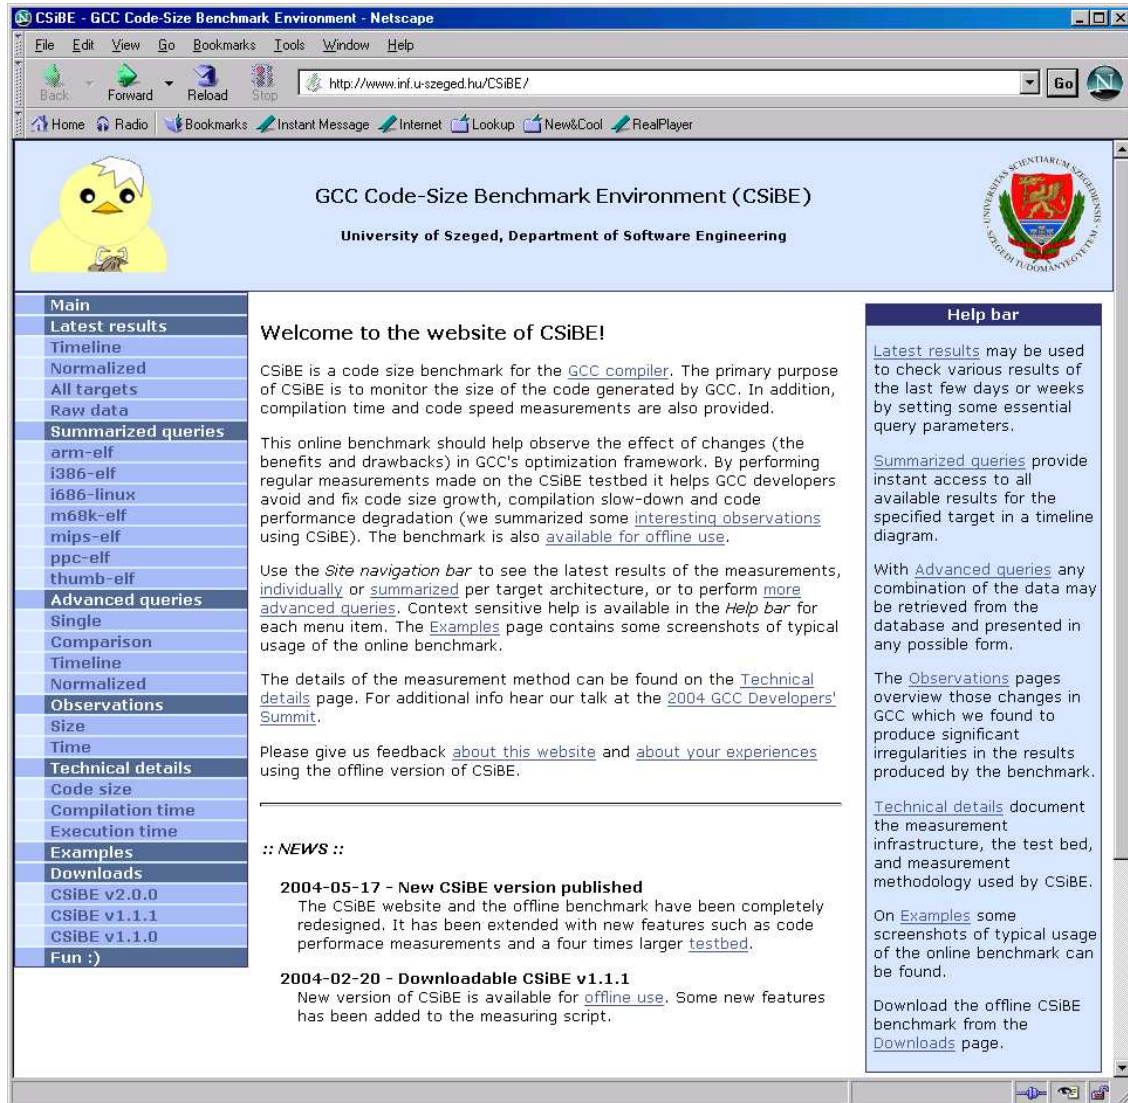 CSiBE - GCC Code-Size Benchmark Environment - Netscape
File Edit View Go Bookmarks Tools Window Help
Back Forward Reload Stop http://www.inf.u-szeged.hu/CSiBE/ Go
Home Radio Bookmarks Instant Message Internet Lookup New&Cool RealPlayer
GCC Code-Size Benchmark Environment (CSiBE)
University of Szeged, Department of Software Engineering
UNIVERSITAS SCIENTIARUM SZEGEDIENSIS
SZEGEDI TUDOMÁNYEGYETEM
Main
Latest results
Timeline
Normalized
All targets
Raw data
Summarized queries
arm-elf
i386-elf
i686-linux
m68k-elf
mips-elf
ppc-elf
thumb-elf
Advanced queries
Single
Comparison
Timeline
Normalized
Observations
Size
Time
Technical details
Code size
Compilation time
Execution time
Examples
Downloads
CSiBE v2.0.0
CSiBE v1.1.1
CSiBE v1.1.0
Fun :)
Welcome to the website of CSiBE!
CSiBE is a code size benchmark for the GCC compiler. The primary purpose
of CSiBE is to monitor the size of the code generated by GCC. In addition,
compilation time and code speed measurements are also provided.
This online benchmark should help observe the effect of changes (the
benefits and drawbacks) in GCC's optimization framework. By performing
regular measurements made on the CSiBE testbed it helps GCC developers
avoid and fix code size growth, compilation slow-down and code
performance degradation (we summarized some interesting observations
using CSiBE). The benchmark is also available for offline use.
Use the Site navigation bar to see the latest results of the measurements,
individually or summarized per target architecture, or to perform more
advanced queries. Context sensitive help is available in the Help bar for
each menu item. The Examples page contains some screenshots of typical
usage of the online benchmark.
The details of the measurement method can be found on the Technical
details page. For additional info hear our talk at the 2004 GCC Developers'
Summit.
Please give us feedback about this website and about your experiences
using the offline version of CSiBE.
:: NEWS ::
2004-05-17 - New CSiBE version published
The CSiBE website and the offline benchmark have been completely
redesigned. It has been extended with new features such as code
performace measurements and a four times larger testbed.
2004-02-20 - Downloadable CSiBE v1.1.1
New version of CSiBE is available for offline use. Some new features
has been added to the measuring script.
Help bar
Latest results may be used
to check various results of
the last few days or weeks
by setting some essential
query parameters.
Summarized queries provide
instant access to all
available results for the
specified target in a timeline
diagram.
With Advanced queries any
combination of the data may
be retrieved from the
database and presented in
any possible form.
The Observations pages
overview those changes in
GCC which we found to
produce significant
irregularities in the results
produced by the benchmark.
Technical details document
the measurement
infrastructure, the test bed,
and measurement
methodology used by CSiBE.
On Examples some
screenshots of typical usage
of the online benchmark can
be found.
Download the offline CSiBE
benchmark from the
Downloads page.